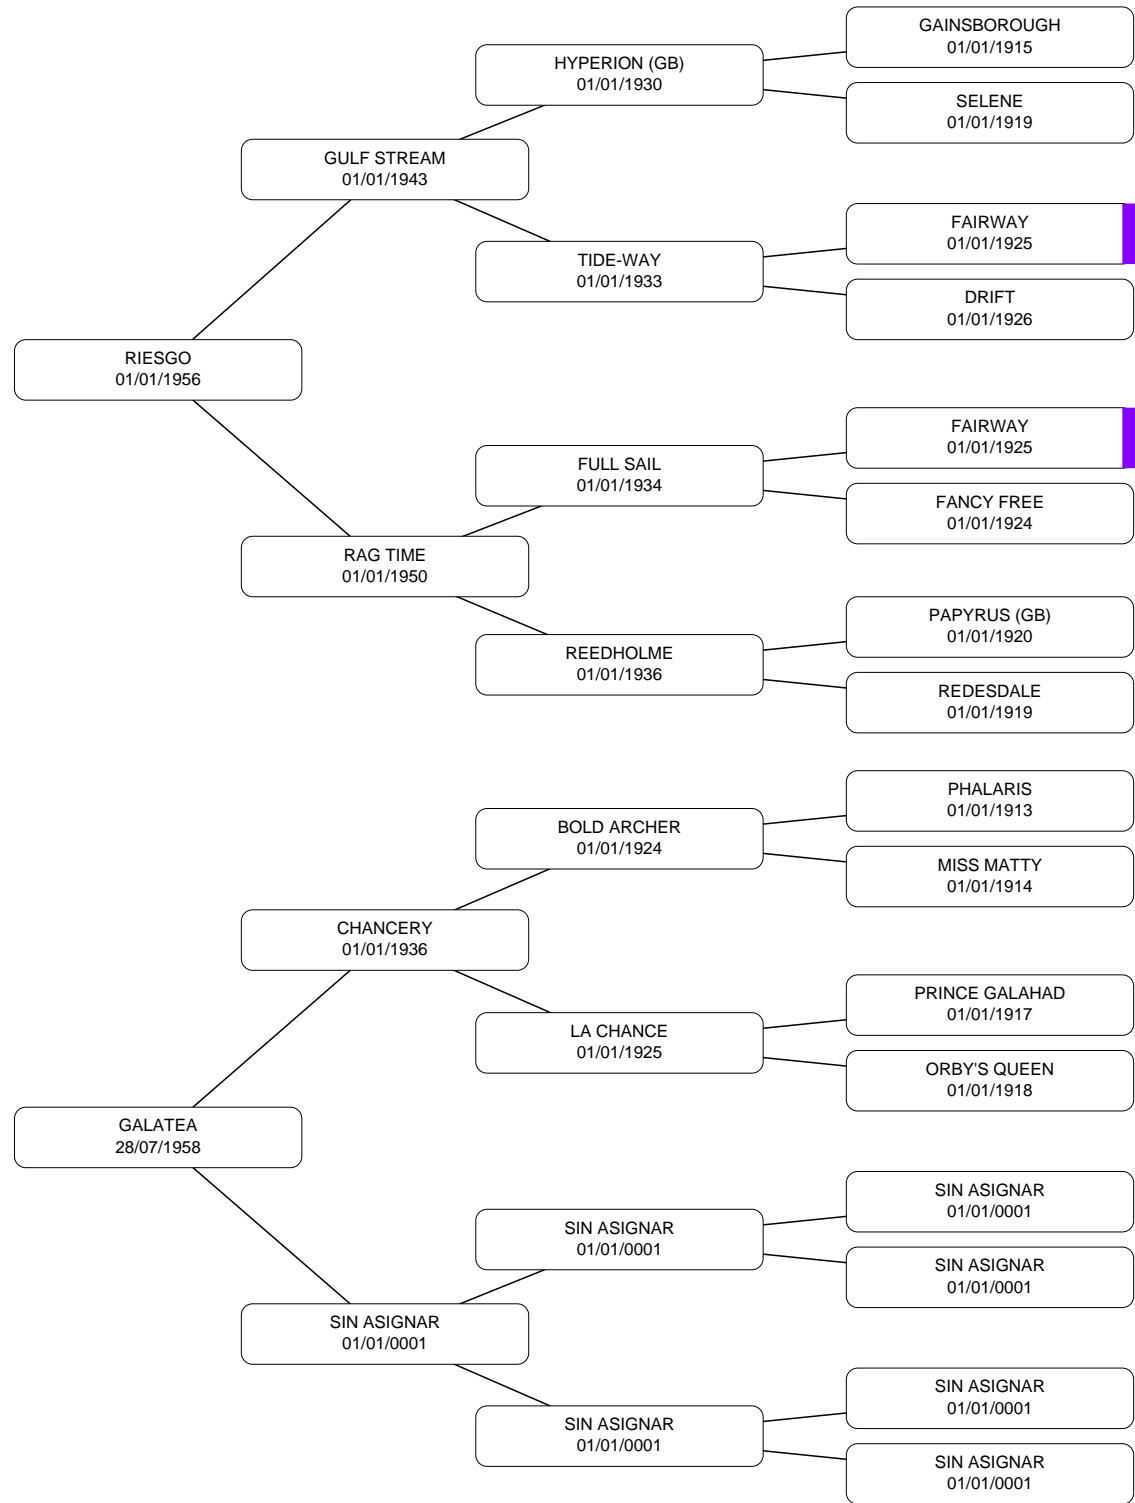 GAINSBOROUGH
01/01/1915
HYPERION (GB)
01/01/1930
SELENE
01/01/1919
GULF STREAM
01/01/1943
FAIRWAY
01/01/1925
TIDE-WAY
01/01/1933
DRIFT
01/01/1926
RIESGO
01/01/1956
FAIRWAY
01/01/1925
FULL SAIL
01/01/1934
FANCY FREE
01/01/1924
RAG TIME
01/01/1950
PAPYRUS (GB)
01/01/1920
REEDHOLME
01/01/1936
REDESDALE
01/01/1919
PHALARIS
01/01/1913
BOLD ARCHER
01/01/1924
MISS MATTY
01/01/1914
CHANCERY
01/01/1936
PRINCE GALAHAD
01/01/1917
LA CHANCE
01/01/1925
ORBY'S QUEEN
01/01/1918
GALATEA
28/07/1958
SIN ASIGNAR
01/01/0001
SIN ASIGNAR
01/01/0001
SIN ASIGNAR
01/01/0001
SIN ASIGNAR
01/01/0001
SIN ASIGNAR
01/01/0001
SIN ASIGNAR
01/01/0001
SIN ASIGNAR
01/01/0001